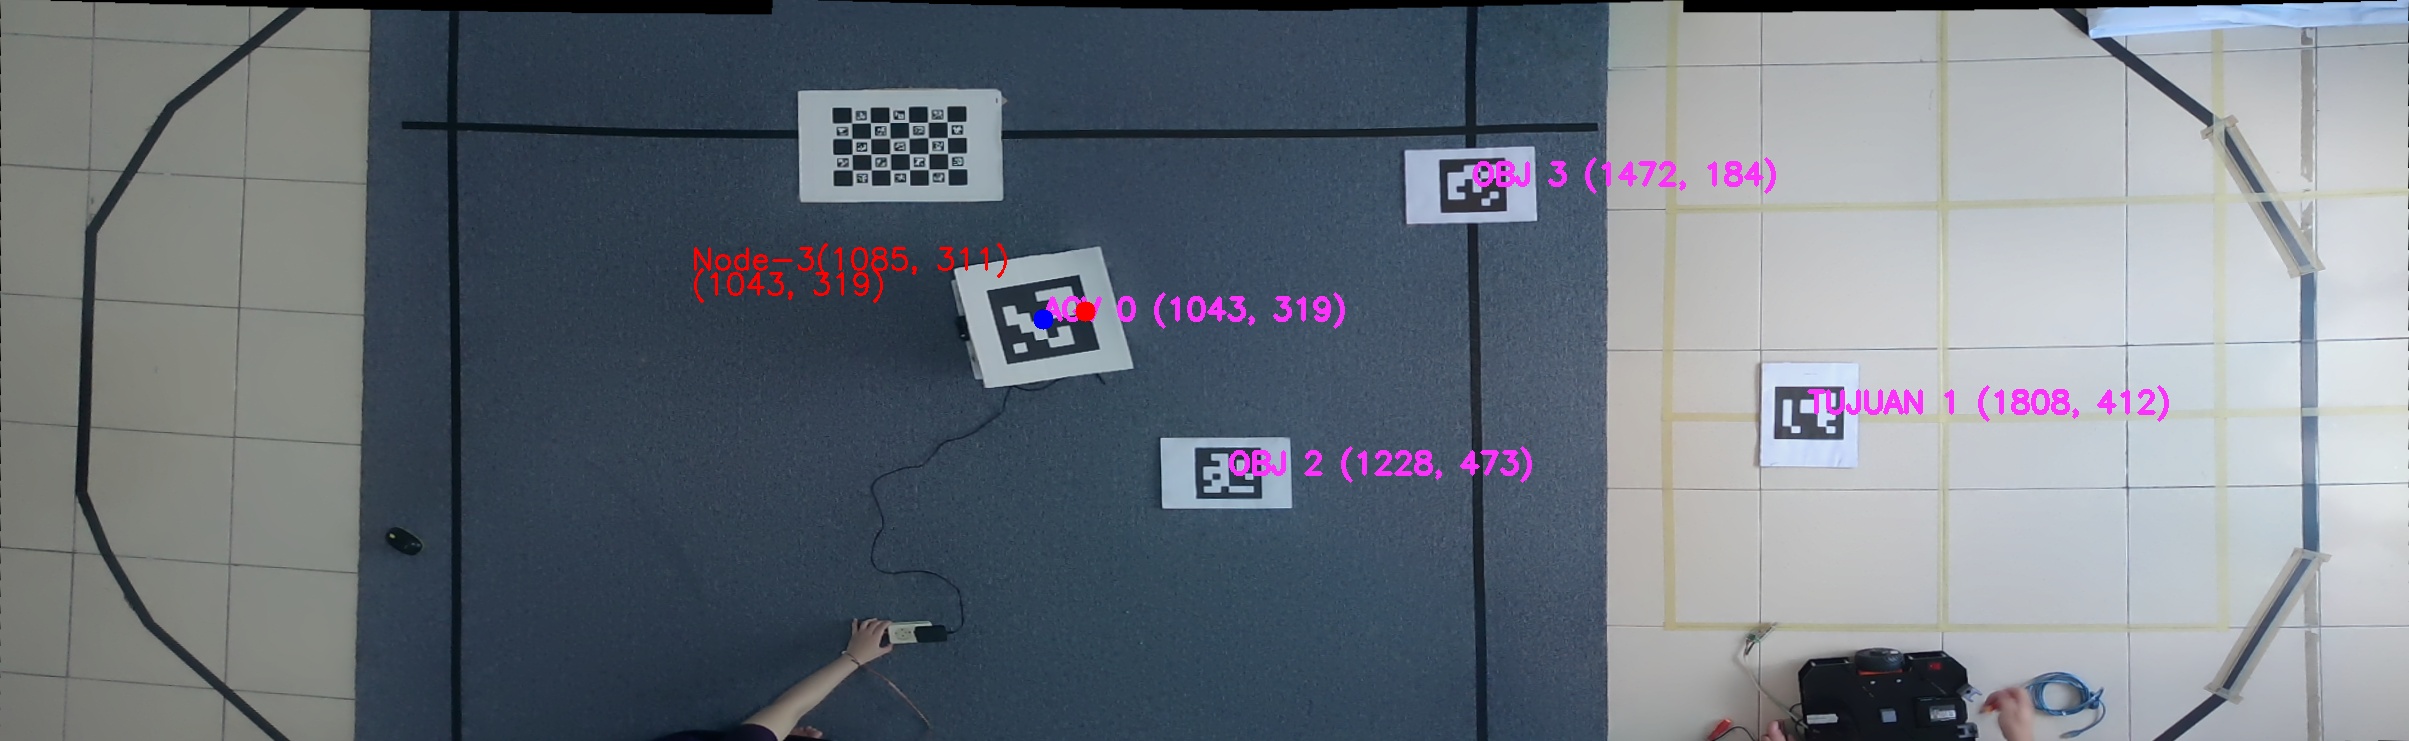 OBJ 3 (1472, 184)
Node-3(1085, 311)
(1043, 319)
AGV 0 (1043, 319)
TUJUAN 1 (1808, 412)
OBJ 2 (1228, 473)